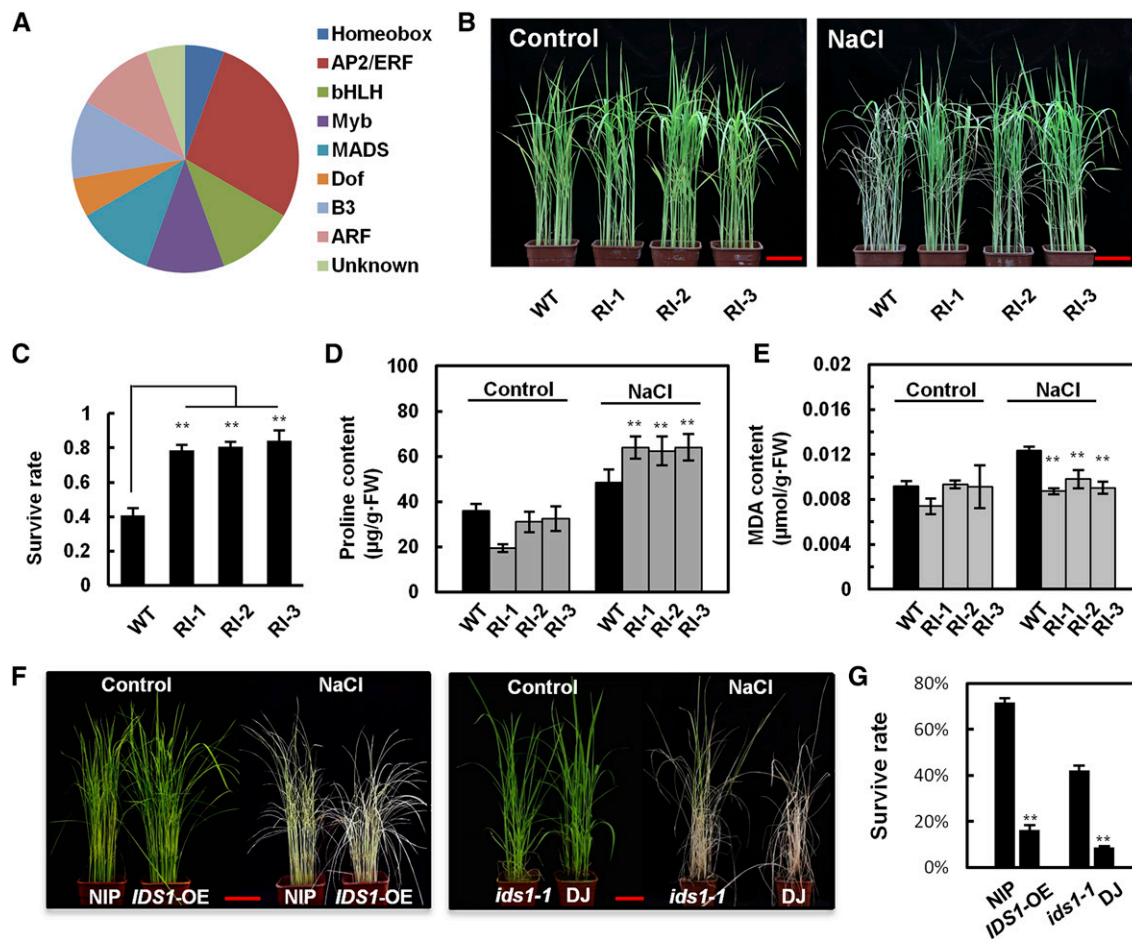 A
Homeobox
AP2/ERF
bHLH
Myb
MADS
Dof
B3
ARF
Unknown
B
Control
NaCl
WT RI-1 RI-2 RI-3
WT RI-1 RI-2 RI-3
C
Survive rate
1
0.8
0.6
0.4
0.2
0
** ** **
WT RI-1 RI-2 RI-3
D
Proline content
(µg/g·FW)
100
80
60
40
20
0
Control
NaCl
** ** **
WT RI-1 RI-2 RI-3 WT RI-1 RI-2 RI-3
E
MDA content
(µmol/g·FW)
0.02
0.016
0.012
0.008
0.004
0
Control
NaCl
** ** **
WT RI-1 RI-2 RI-3 WT RI-1 RI-2 RI-3
F
Control NaCl
NIP IDS1-OE NIP IDS1-OE
Control NaCl
ids1-1 DJ ids1-1 DJ
G
Survive rate
80%
60%
40%
20%
0%
** **
NIP IDS1-OE ids1-1 DJ